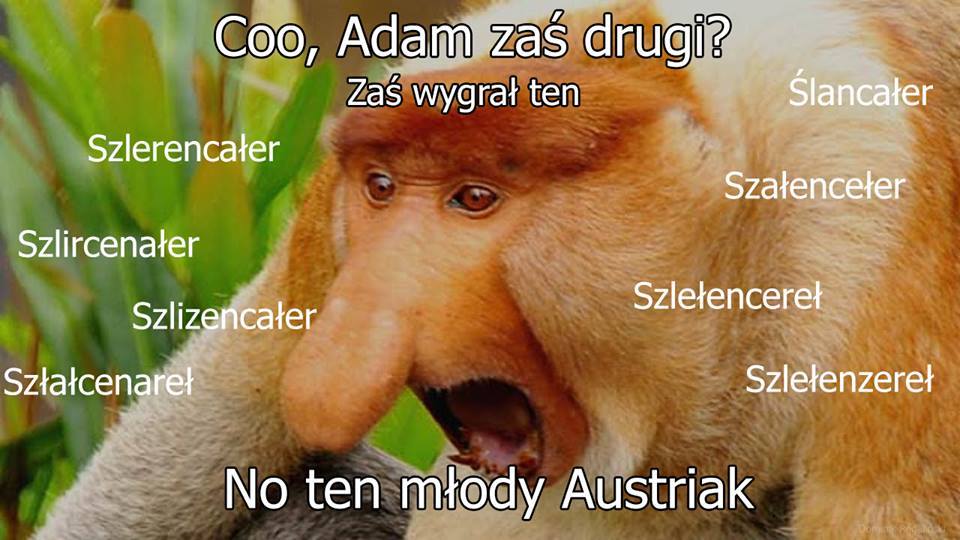 Coo, Adam zaś drugi?
Zaś wygrał ten
Ślancałer
Szlerencałer
Szałencełer
Szlircenałer
Szlełencereł
Szlizencałer
Szłałcenareł
Szlełenzereł
No ten młody Austriak